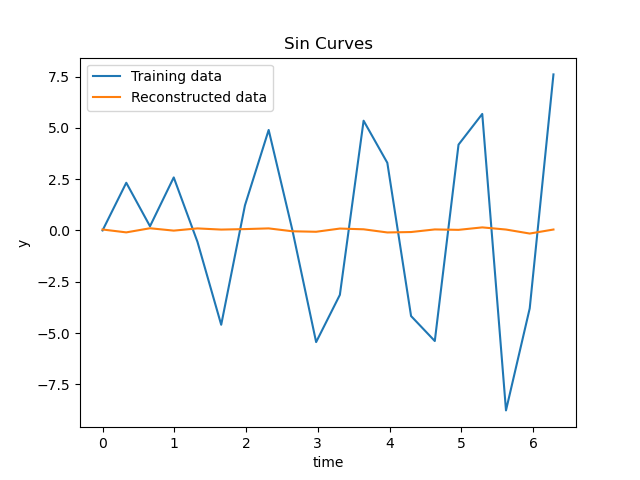 Sin Curves
Training data
Reconstructed data
7.5
5.0
2.5
0.0
−2.5
−5.0
−7.5
y
0 1 2 3 4 5 6
time